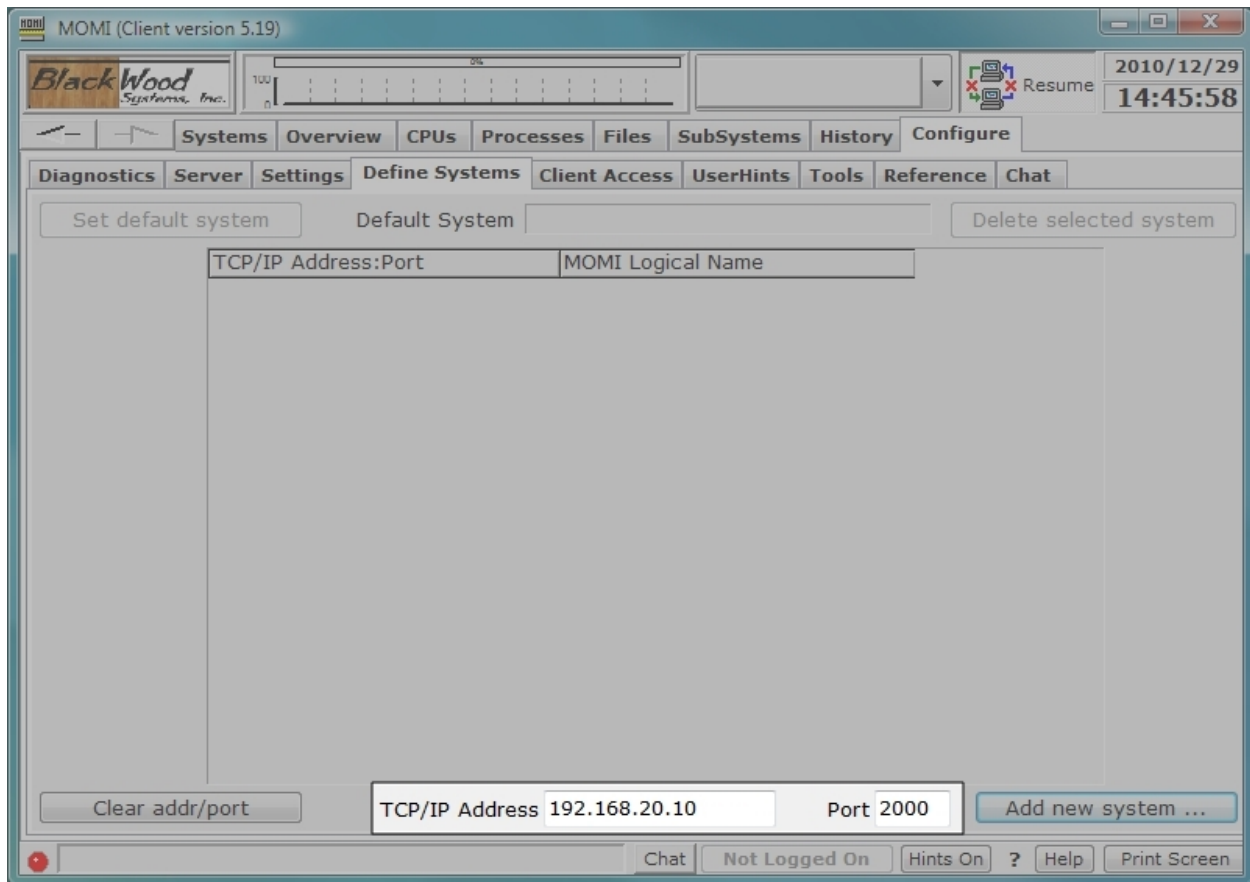 MOMI
MOMI (Client version 5.19)
BlackWood
Systems, Inc.
0%
100
0
Resume
2010/12/29
14:45:58
Systems Overview CPUs Processes Files SubSystems History Configure
Diagnostics Server Settings Define Systems Client Access UserHints Tools Reference Chat
Set default system Default System Delete selected system
TCP/IP Address:Port MOMI Logical Name
Clear addr/port TCP/IP Address 192.168.20.10 Port 2000 Add new system ...
Chat Not Logged On Hints On ? Help Print Screen